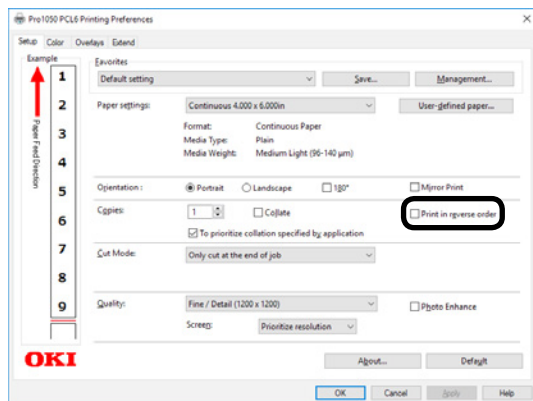 Pro1050 PCL6 Printing Preferences
Setup Color Overlays Extend
Example
Paper Feed Direction
1
2
3
4
5
6
7
8
9
OKI
Favorites
Default setting Save... Management...
Paper settings: Continuous 4.000 x 6.000in User-defined paper...
Format: Continuous Paper
Media Type: Plain
Media Weight: Medium Light (96-140 µm)
Orientation : Portrait Landscape 180° Mirror Print
Copies: 1 Collate Print in reverse order
To prioritize collation specified by application
Cut Mode: Only cut at the end of job
Quality: Fine / Detail (1200 x 1200) Photo Enhance
Screen: Prioritize resolution
About... Default
OK Cancel Apply Help